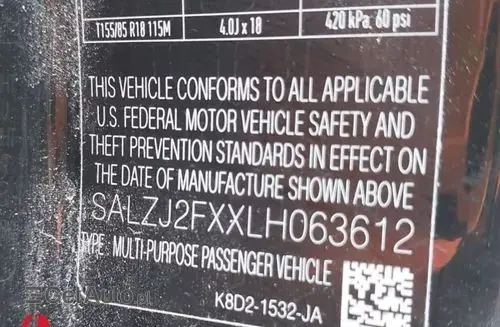 T155/85 R18 115M 4.0J x 18 420 kPa, 60 psi
THIS VEHICLE CONFORMS TO ALL APPLICABLE
U.S. FEDERAL MOTOR VEHICLE SAFETY AND
THEFT PREVENTION STANDARDS IN EFFECT ON
THE DATE OF MANUFACTURE SHOWN ABOVE
SALZJ2FXXLH063612
TYPE: MULTI-PURPOSE PASSENGER VEHICLE
K8D2-1532-JA